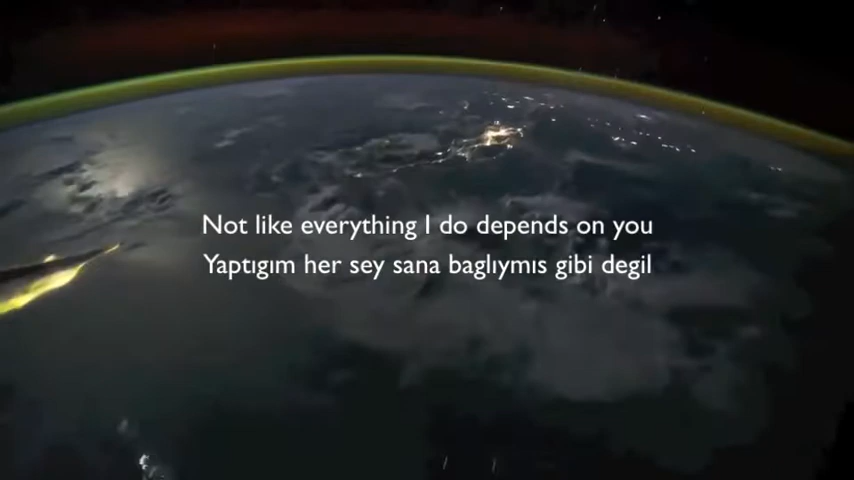 Not like everything I do depends on you
Yaptıgım her sey sana baglıymıs gibi degil